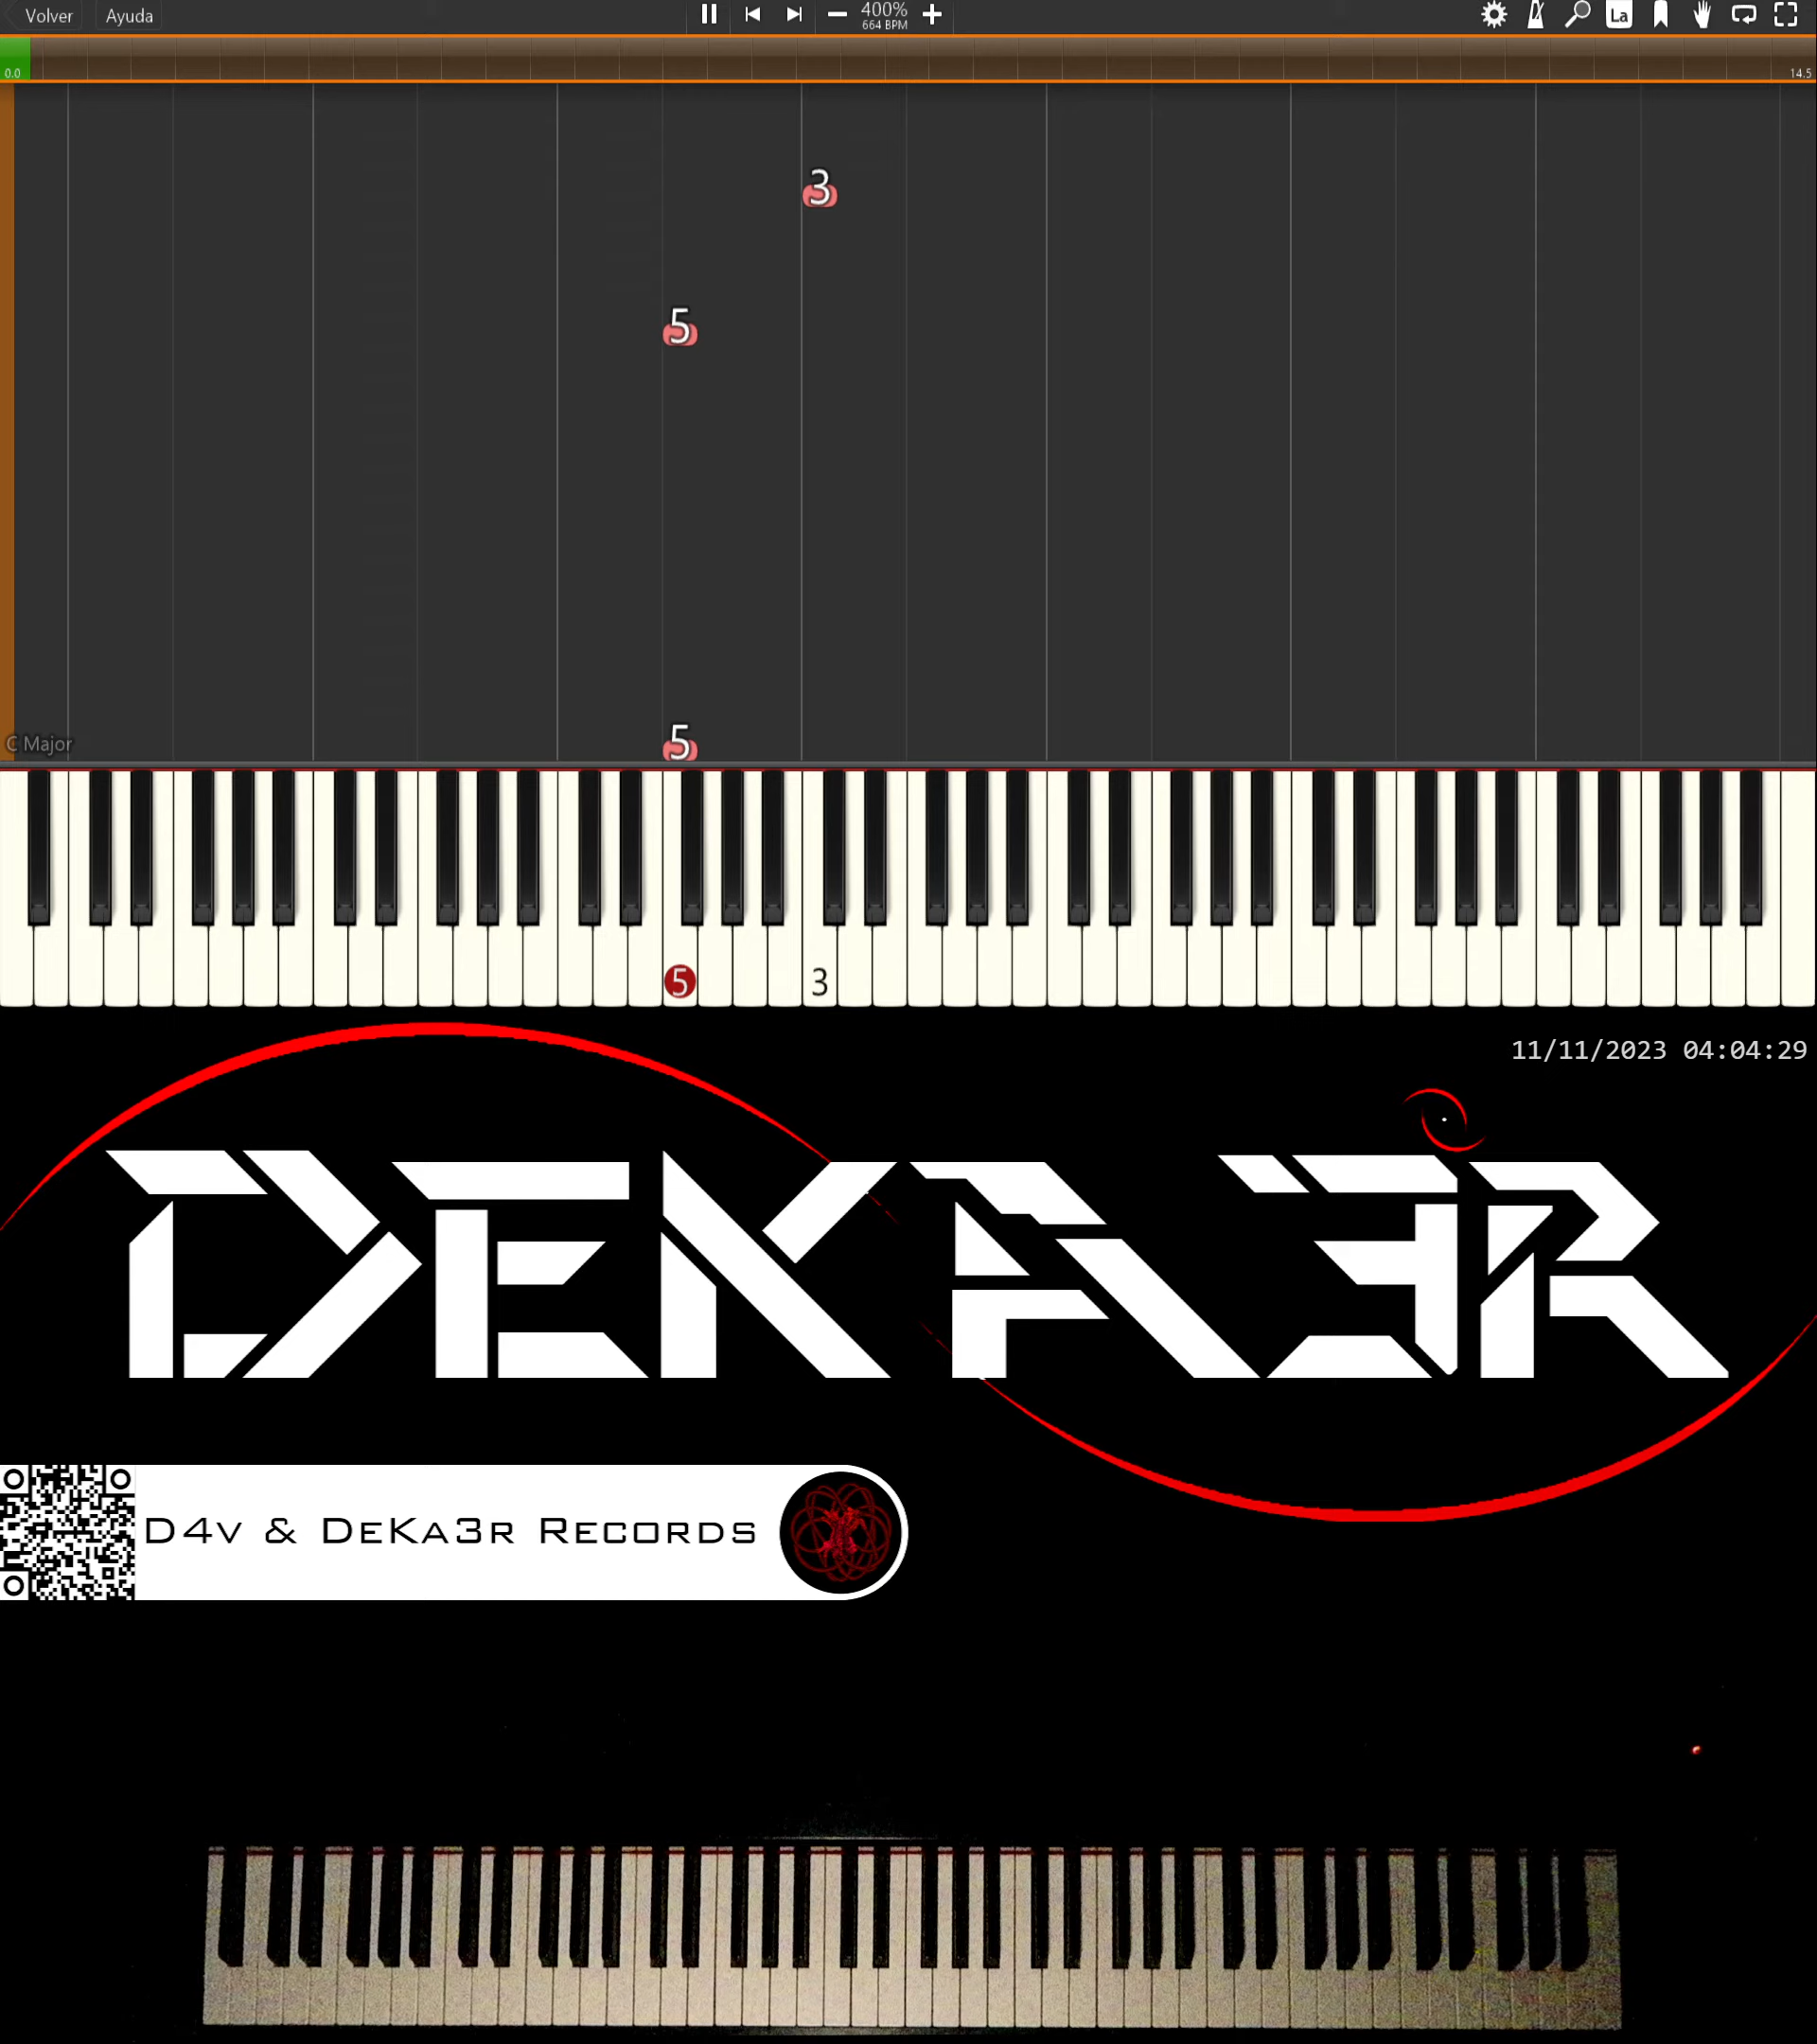 Volver
Ayuda
400%
664 BPM
La
0.0
14.5
3
5
5
C Major
5
3
11/11/2023 04:04:29
DEKA3R
D4v & DeKa3r Records